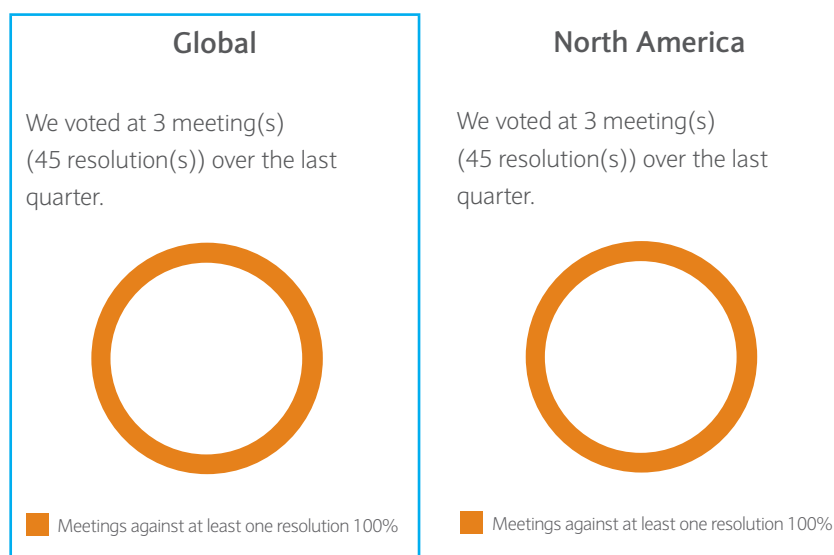 Global
We voted at 3 meeting(s)
(45 resolution(s)) over the last
quarter.
Meetings against at least one resolution 100%
North America
We voted at 3 meeting(s)
(45 resolution(s)) over the last
quarter.
Meetings against at least one resolution 100%